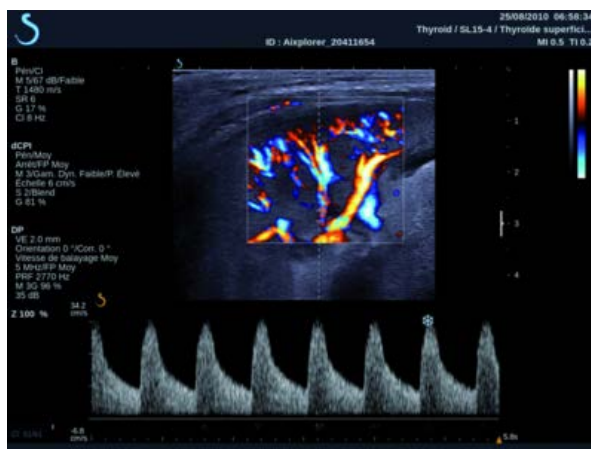 25/08/2010 06:58:34
Thyroid / SL15-4 / Thyroïde superfici...
ID : Aixplorer_20411654
MI 0.5 TI 0.2
B
Pén/CI
M 5/67 dB/Faible
T 1480 m/s
SR 6
G 17 %
CI 8 Hz
dCPI
Pén/Moy
Arrêt/FP Moy
M 3/Gam. Dyn. Faible/P. Élevé
Échelle 6 cm/s
S 2/Blend
G 81 %
DP
VE 2.0 mm
Orientation 0 °/Corr. 0 °
Vitesse de balayage Moy
5 MHz/FP Moy
PRF 2770 Hz
M 3G 96 %
35 dB
Z 100 %
1
2
3
4
34.2
cm/s
-6.8
cm/s
5.8s